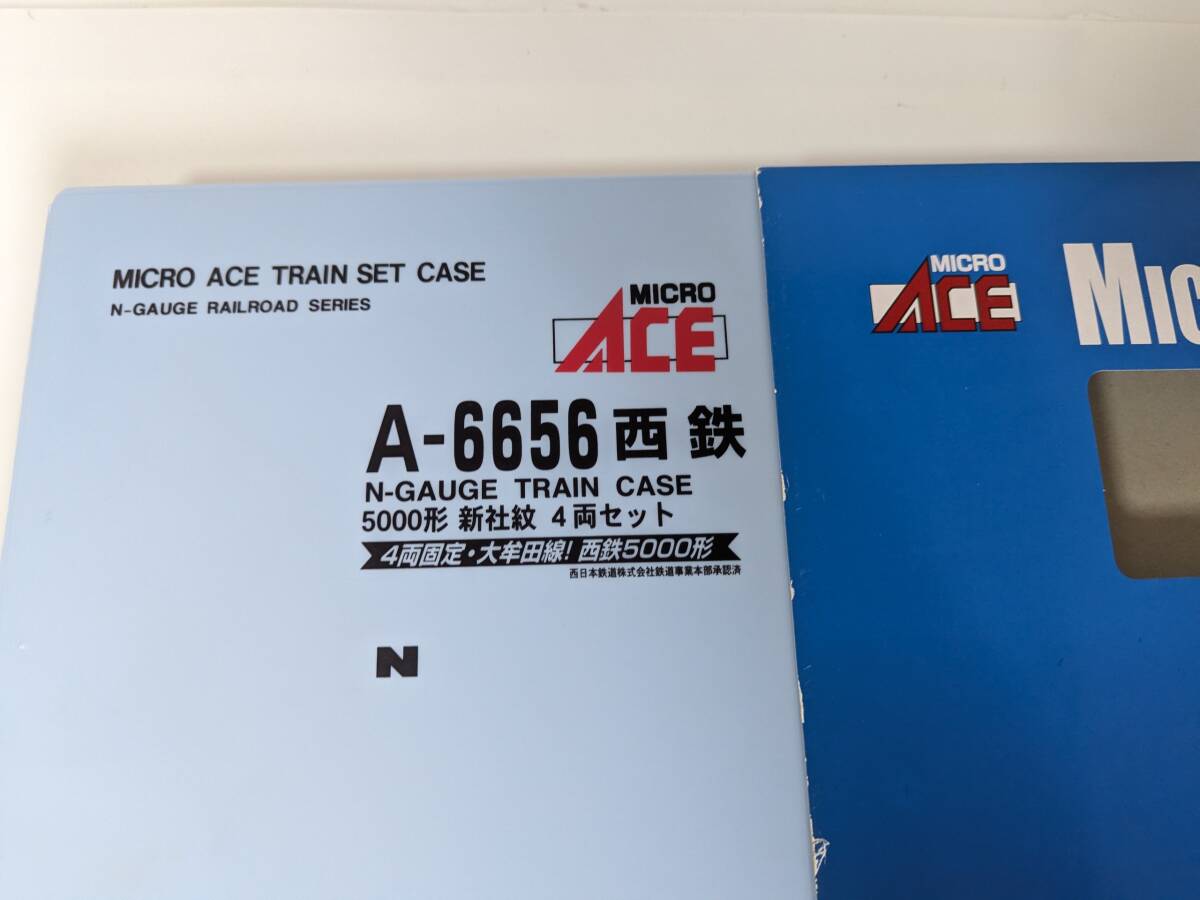 MICRO ACE TRAIN SET CASE
N-GAUGE RAILROAD SERIES
MICRO
ACE
A-6656 西鉄
N-GAUGE TRAIN CASE
5000形 新社紋 4両セット
4両固定・大牟田線! 西鉄5000形
西日本鉄道株式会社鉄道事業本部承認済
N
MICRO
ACE
MIC